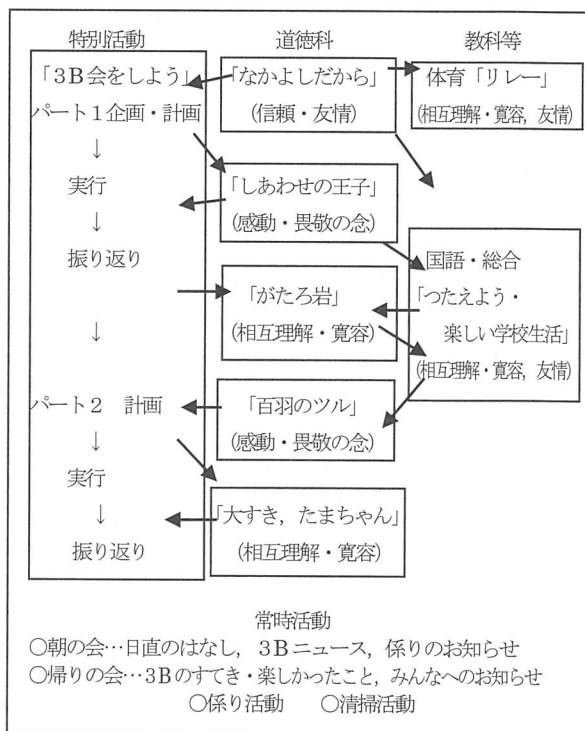 特別活動
「3B会をしよう」
パート1企画・計画
↓
実行
↓
振り返り
↓
パート2 計画
↓
実行
↓
振り返り
道徳科
「なかよしだから」
(信頼・友情)
「しあわせの王子」
(感動・畏敬の念)
「がたろ岩」
(相互理解・寛容)
「百羽のツル」
(感動・畏敬の念)
「大すき，たまちゃん」
(相互理解・寛容)
教科等
体育「リレー」
(相互理解・寛容，友情)
国語・総合
「つたえよう・
楽しい学校生活」
(相互理解・寛容，友情)
常時活動
○朝の会…日直のはなし，3Bニュース，係りのお知らせ
○帰りの会…3Bのすてき・楽しかったこと，みんなへのお知らせ
○係り活動 ○清掃活動